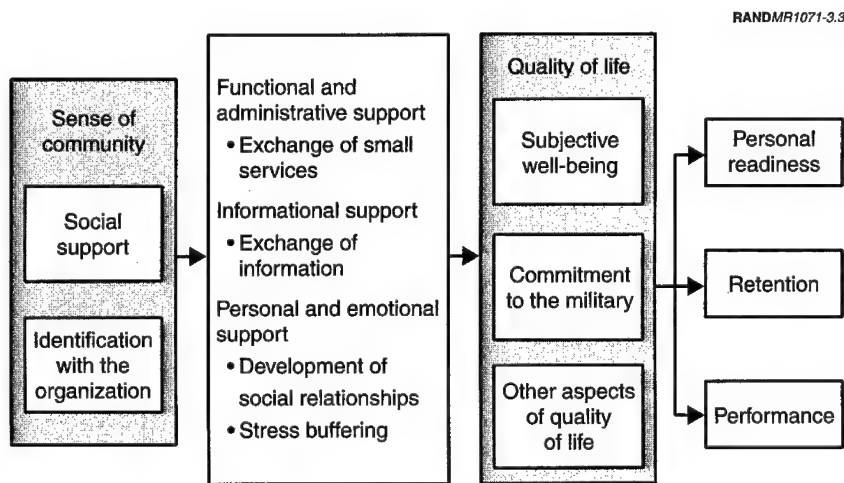 RANDMR1071-3.3
Sense of
community
Social
support
Identification
with the
organization
Functional and
administrative support
• Exchange of small
services
Informational support
• Exchange of
information
Personal and emotional
support
• Development of
social relationships
• Stress buffering
Quality of life
Subjective
well-being
Commitment
to the military
Other aspects
of quality
of life
Personal
readiness
Retention
Performance